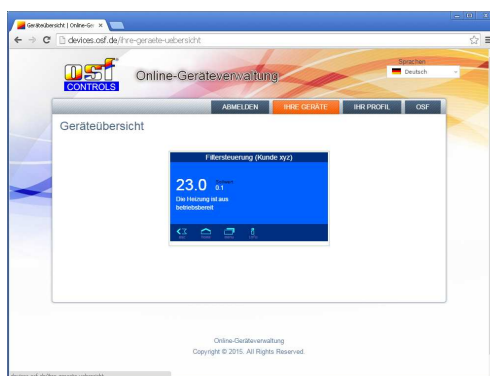 Geräteübersicht | Online-Ger
devices.osf.de/ihre-geraete-uebersicht
osf
CONTROLS
Online-Geräteverwaltung
Sprachen
Deutsch
ABMELDEN
IHRE GERÄTE
IHR PROFIL
OSF
Geräteübersicht
Filtersteuerung (Kunde xyz)
23.0
0.1
Die Heizung ist aus
betriebsbereit
Online-Geräteverwaltung
Copyright © 2015. All Rights Reserved.